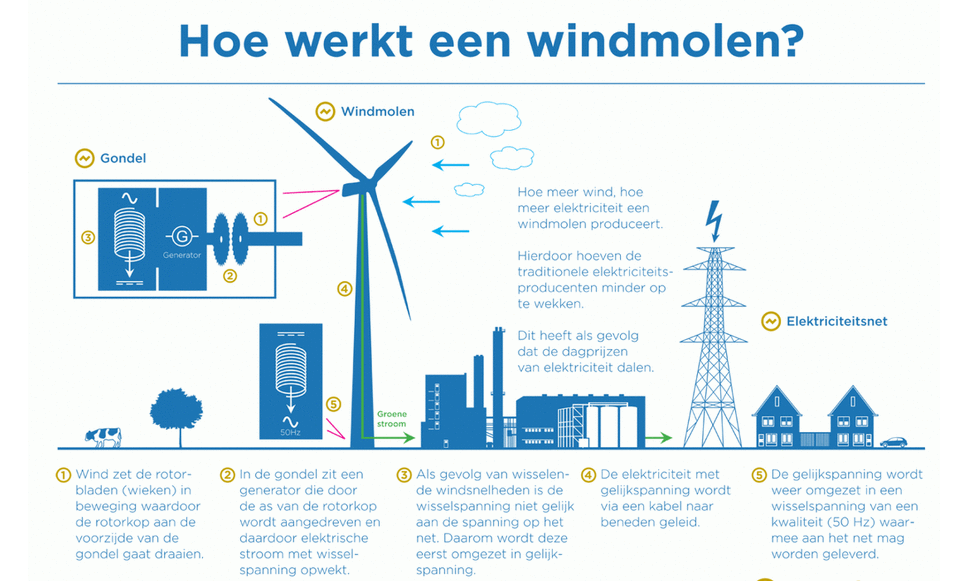 Hoe werkt een windmolen?
Windmolen
1
Gondel
1
3
G
Generator
2
Hoe meer wind, hoe
meer elektriciteit een
windmolen produceert.
Hierdoor hoeven de
traditionele elektriciteits-
producenten minder op
te wekken.
Dit heeft als gevolg
dat de dagprijzen
van elektriciteit dalen.
4
Elektriciteitsnet
5
50Hz
Groene
stroom
1 Wind zet de rotor-
bladen (wieken) in
beweging waardoor
de rotorkop aan de
voorzijde van de
gondel gaat draaien.
2 In de gondel zit een
generator die door
de as van de rotorkop
wordt aangedreven en
daardoor elektrische
stroom met wissel-
spanning opwekt.
3 Als gevolg van wisselen-
de windsnelheden is de
wisselspanning niet gelijk
aan de spanning op het
net. Daarom wordt deze
eerst omgezet in gelijk-
spanning.
4 De elektriciteit met
gelijkspanning wordt
via een kabel naar
beneden geleid.
5 De gelijkspanning wordt
weer omgezet in een
wisselspanning van een
kwaliteit (50 Hz) waar-
mee aan het net mag
worden geleverd.